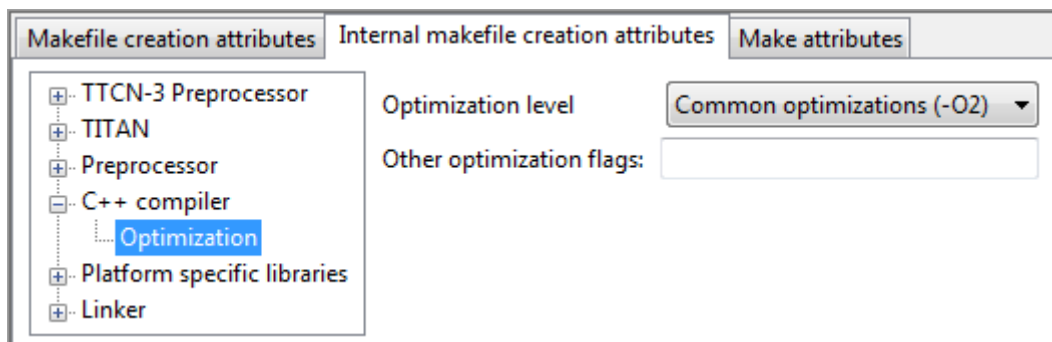 Makefile creation attributes Internal makefile creation attributes Make attributes
TTCN-3 Preprocessor
TITAN
Preprocessor
C++ compiler
Optimization
Platform specific libraries
Linker
Optimization level Common optimizations (-O2)
Other optimization flags: